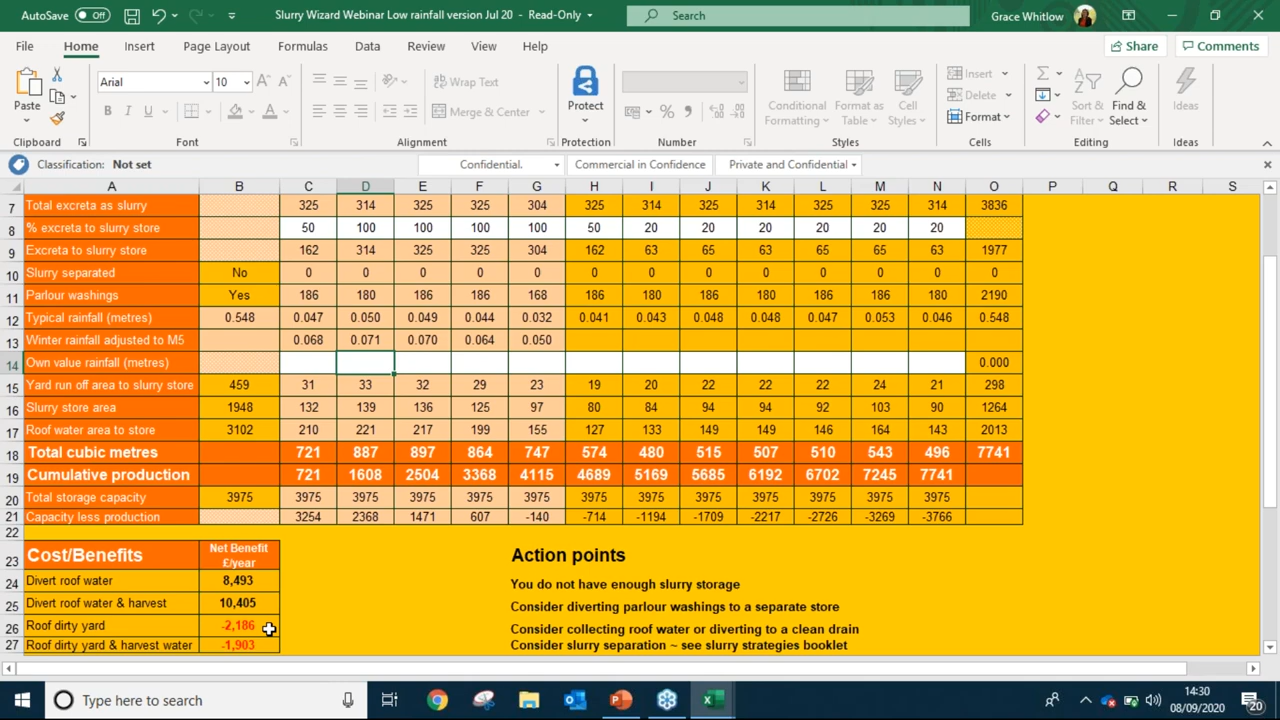 AutoSave Off Slurry Wizard Webinar Low rainfall version Jul 20 - Read-Only Search Grace Whitlow
File Home Insert Page Layout Formulas Data Review View Help Share Comments
Paste Arial 10 Wrap Text Merge & Center Protect Conditional Formatting Format as Table Cell Styles Insert Delete Format Sort & Filter Find & Select Ideas
Clipboard Font Alignment Protection Number Styles Cells Editing Ideas
Classification: Not set Confidential. Commercial in Confidence Private and Confidential
A B C D E F G H I J K L M N O P Q R S
7 Total excreta as slurry 325 314 325 325 304 325 314 325 314 325 325 314 3836
8 % excreta to slurry store 50 100 100 100 100 50 20 20 20 20 20 20
9 Excreta to slurry store 162 314 325 325 304 162 63 65 63 65 65 63 1977
10 Slurry separated No 0 0 0 0 0 0 0 0 0 0 0 0 0
11 Parlour washings Yes 186 180 186 186 168 186 180 186 180 186 186 180 2190
12 Typical rainfall (metres) 0.548 0.047 0.050 0.049 0.044 0.032 0.041 0.043 0.048 0.048 0.047 0.053 0.046 0.548
13 Winter rainfall adjusted to M5 0.068 0.071 0.070 0.064 0.050
14 Own value rainfall (metres) 0.000
15 Yard run off area to slurry store 459 31 33 32 29 23 19 20 22 22 22 24 21 298
16 Slurry store area 1948 132 139 136 125 97 80 84 94 94 92 103 90 1264
17 Roof water area to store 3102 210 221 217 199 155 127 133 149 149 146 164 143 2013
18 Total cubic metres 721 887 897 864 747 574 480 515 507 510 543 496 7741
19 Cumulative production 721 1608 2504 3368 4115 4689 5169 5685 6192 6702 7245 7741
20 Total storage capacity 3975 3975 3975 3975 3975 3975 3975 3975 3975 3975 3975 3975 3975
21 Capacity less production 3254 2368 1471 607 -140 -714 -1194 -1709 -2217 -2726 -3269 -3766
22
23 Cost/Benefits Net Benefit £/year Action points
24 Divert roof water 8,493 You do not have enough slurry storage
25 Divert roof water & harvest 10,405 Consider diverting parlour washings to a separate store
26 Roof dirty yard -2,186 Consider collecting roof water or diverting to a clean drain
27 Roof dirty yard & harvest water -1,903 Consider slurry separation ~ see slurry strategies booklet
Type here to search 14:30
08/09/2020 20